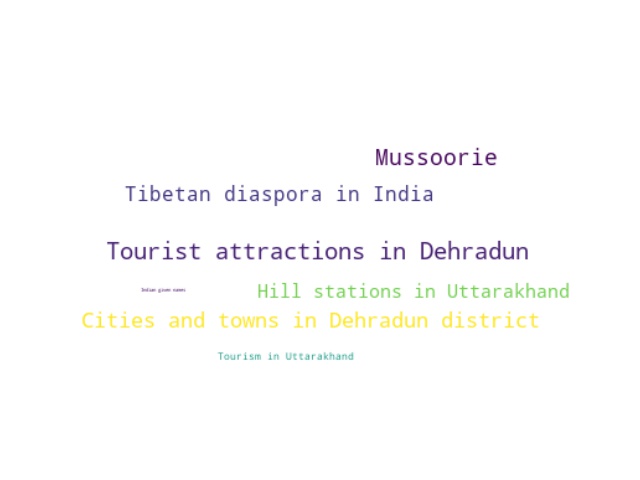 Mussoorie
Tibetan diaspora in India
Tourist attractions in Dehradun
Indian given names
Hill stations in Uttarakhand
Cities and towns in Dehradun district
Tourism in Uttarakhand